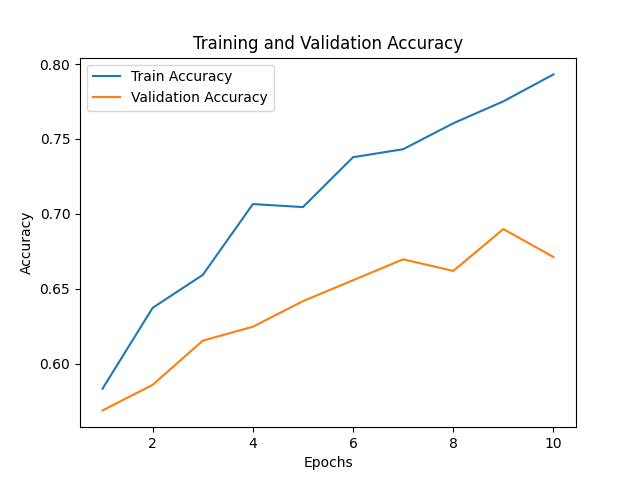 Training and Validation Accuracy
Train Accuracy
Validation Accuracy
Accuracy
0.80
0.75
0.70
0.65
0.60
2 4 6 8 10
Epochs